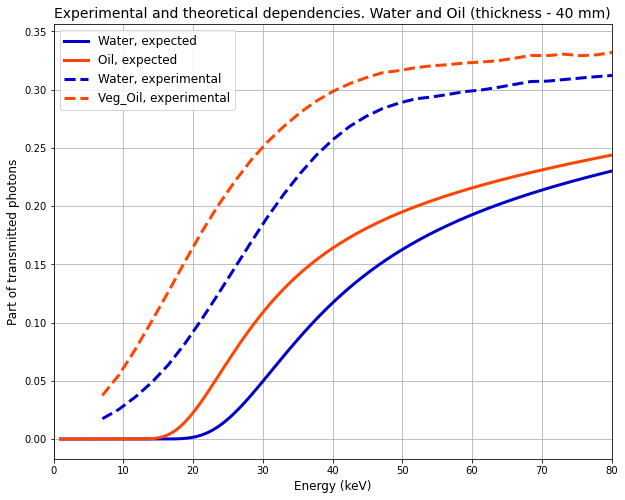 Experimental and theoretical dependencies. Water and Oil (thickness - 40 mm)
Water, expected
Oil, expected
Water, experimental
Veg_Oil, experimental
Part of transmitted photons
0.35
0.30
0.25
0.20
0.15
0.10
0.05
0.00
0 10 20 30 40 50 60 70 80
Energy (keV)